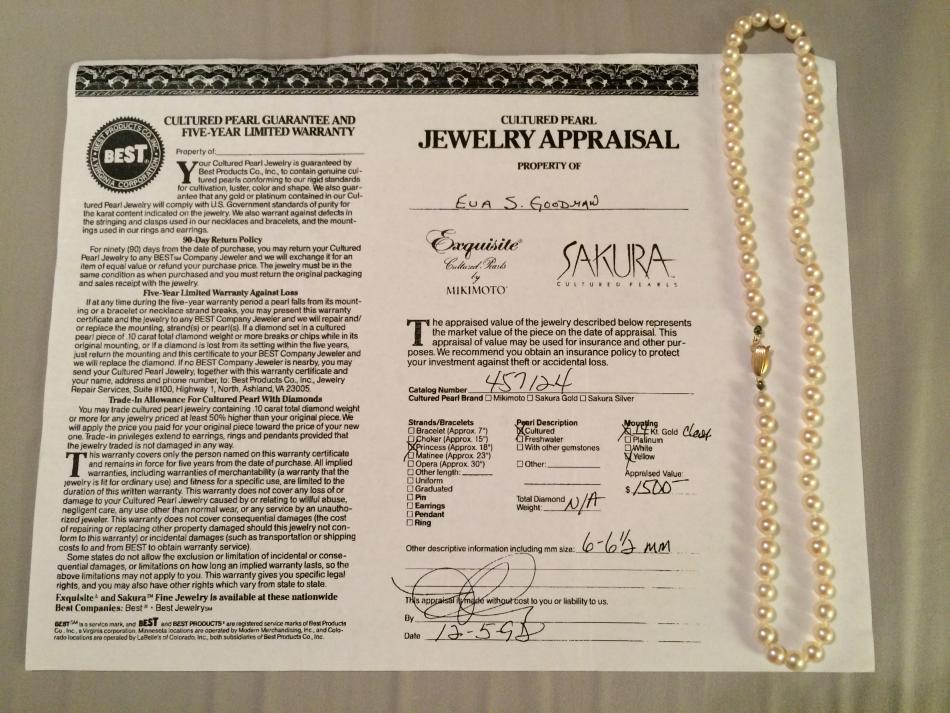 BEST PRODUCTS CO., INC.
BEST
VIRGINIA CORPORATION
CULTURED PEARL GUARANTEE AND
FIVE-YEAR LIMITED WARRANTY
Property of:
Your Cultured Pearl Jewelry is guaranteed by
Best Products Co., Inc., to contain genuine cul-
tured pearls conforming to our rigid standards
for cultivation, luster, color and shape. We also guar-
antee that any gold or platinum contained in our Cul-
tured Pearl Jewelry will comply with U.S. Government standards of purity for
the karat content indicated on the jewelry. We also warrant against defects in
the stringing and clasps used in our necklaces and bracelets, and the mount-
ings used in our rings and earrings.
90-Day Return Policy
For ninety (90) days from the date of purchase, you may return your Cultured
Pearl Jewelry to any BEST℠ Company Jeweler and we will exchange it for an
item of equal value or refund your purchase price. The jewelry must be in the
same condition as when purchased and you must return the original packaging
and sales receipt with the jewelry.
Five-Year Limited Warranty Against Loss
If at any time during the five-year warranty period a pearl falls from its mount-
ing or a bracelet or necklace strand breaks, you may present this warranty
certificate and the jewelry to any BEST Company Jeweler and we will repair and/
or replace the mounting, strand(s) or pearl(s). If a diamond set in a cultured
pearl piece of .10 carat total diamond weight or more breaks or chips while in its
original mounting, or if a diamond is lost from its setting within the five years,
just return the mounting and this certificate to your BEST Company Jeweler and
we will replace the diamond. If no BEST Company Jeweler is nearby, you may
send your Cultured Pearl Jewelry, together with this warranty certificate and
your name, address and phone number, to: Best Products Co., Inc., Jewelry
Repair Services, Suite #100, Highway 1, North, Ashland, VA 23005.
Trade-In Allowance For Cultured Pearl With Diamonds
You may trade cultured pearl jewelry containing .10 carat total diamond weight
or more for any jewelry priced at least 50% higher than your original piece. We
will apply the price you paid for your original piece toward the price of your new
one. Trade-in privileges extend to earrings, rings and pendants provided that
the jewelry traded is not damaged in any way.
This warranty covers only the person named on this warranty certificate
and remains in force for five years from the date of purchase. All implied
warranties, including warranties of merchantability (a warranty that the
jewelry is fit for ordinary use) and fitness for a specific use, are limited to the
duration of this written warranty. This warranty does not cover any loss of or
damage to your Cultured Pearl Jewelry caused by or relating to willful abuse,
negligent care, any use other than normal wear, or any service by an unautho-
rized jeweler. This warranty does not cover consequential damages (the cost
of repairing or replacing other property damaged should this jewelry not con-
form to this warranty) or incidental damages (such as transportation or shipping
costs to and from BEST to obtain warranty service).
Some states do not allow the exclusion or limitation of incidental or conse-
quential damages, or limitations on how long an implied warranty lasts, so the
above limitations may not apply to you. This warranty gives you specific legal
rights, and you may also have other rights which vary from state to state.
Exquisite® and Sakura™ Fine Jewelry is available at these nationwide
Best Companies: Best® • Best Jewelry℠
BEST℠ is a service mark, and BEST and BEST PRODUCTS® are registered service marks of Best Products
Co., Inc., a Virginia corporation. Minnesota locations are operated by Modern Merchandising, Inc., and Colo-
rado locations are operated by LaBelle's of Colorado, Inc., both subsidiaries of Best Products Co., Inc.
CULTURED PEARL
JEWELRY APPRAISAL
PROPERTY OF
EVA S. GOODMAN
Exquisite®
Cultured Pearls
by
MIKIMOTO®
SAKURA™
CULTURED PEARLS
The appraised value of the jewelry described below represents
the market value of the piece on the date of appraisal. This
appraisal of value may be used for insurance and other pur-
poses. We recommend you obtain an insurance policy to protect
your investment against theft or accidental loss.
Catalog Number 457124
Cultured Pearl Brand ☐ Mikimoto ☐ Sakura Gold ☐ Sakura Silver
Strands/Bracelets
☐ Bracelet (Approx. 7")
☐ Choker (Approx. 15")
☒ Princess (Approx. 18")
☐ Matinee (Approx. 23")
☐ Opera (Approx. 30")
☐ Other length:
☐ Uniform
☐ Graduated
☐ Pin
☐ Earrings
☐ Pendant
☐ Ring
Pearl Description
☒ Cultured
☐ Freshwater
☐ With other gemstones
☐ Other:
Total Diamond
Weight: N/A
Mounting
☒ 14 Kt. Gold Clasp
☐ Platinum
☐ White
☒ Yellow
Appraised Value:
$ 1500
Other descriptive information including mm size: 6-6½ MM
This appraisal is made without cost to you or liability to us.
By
Date 12-5-92